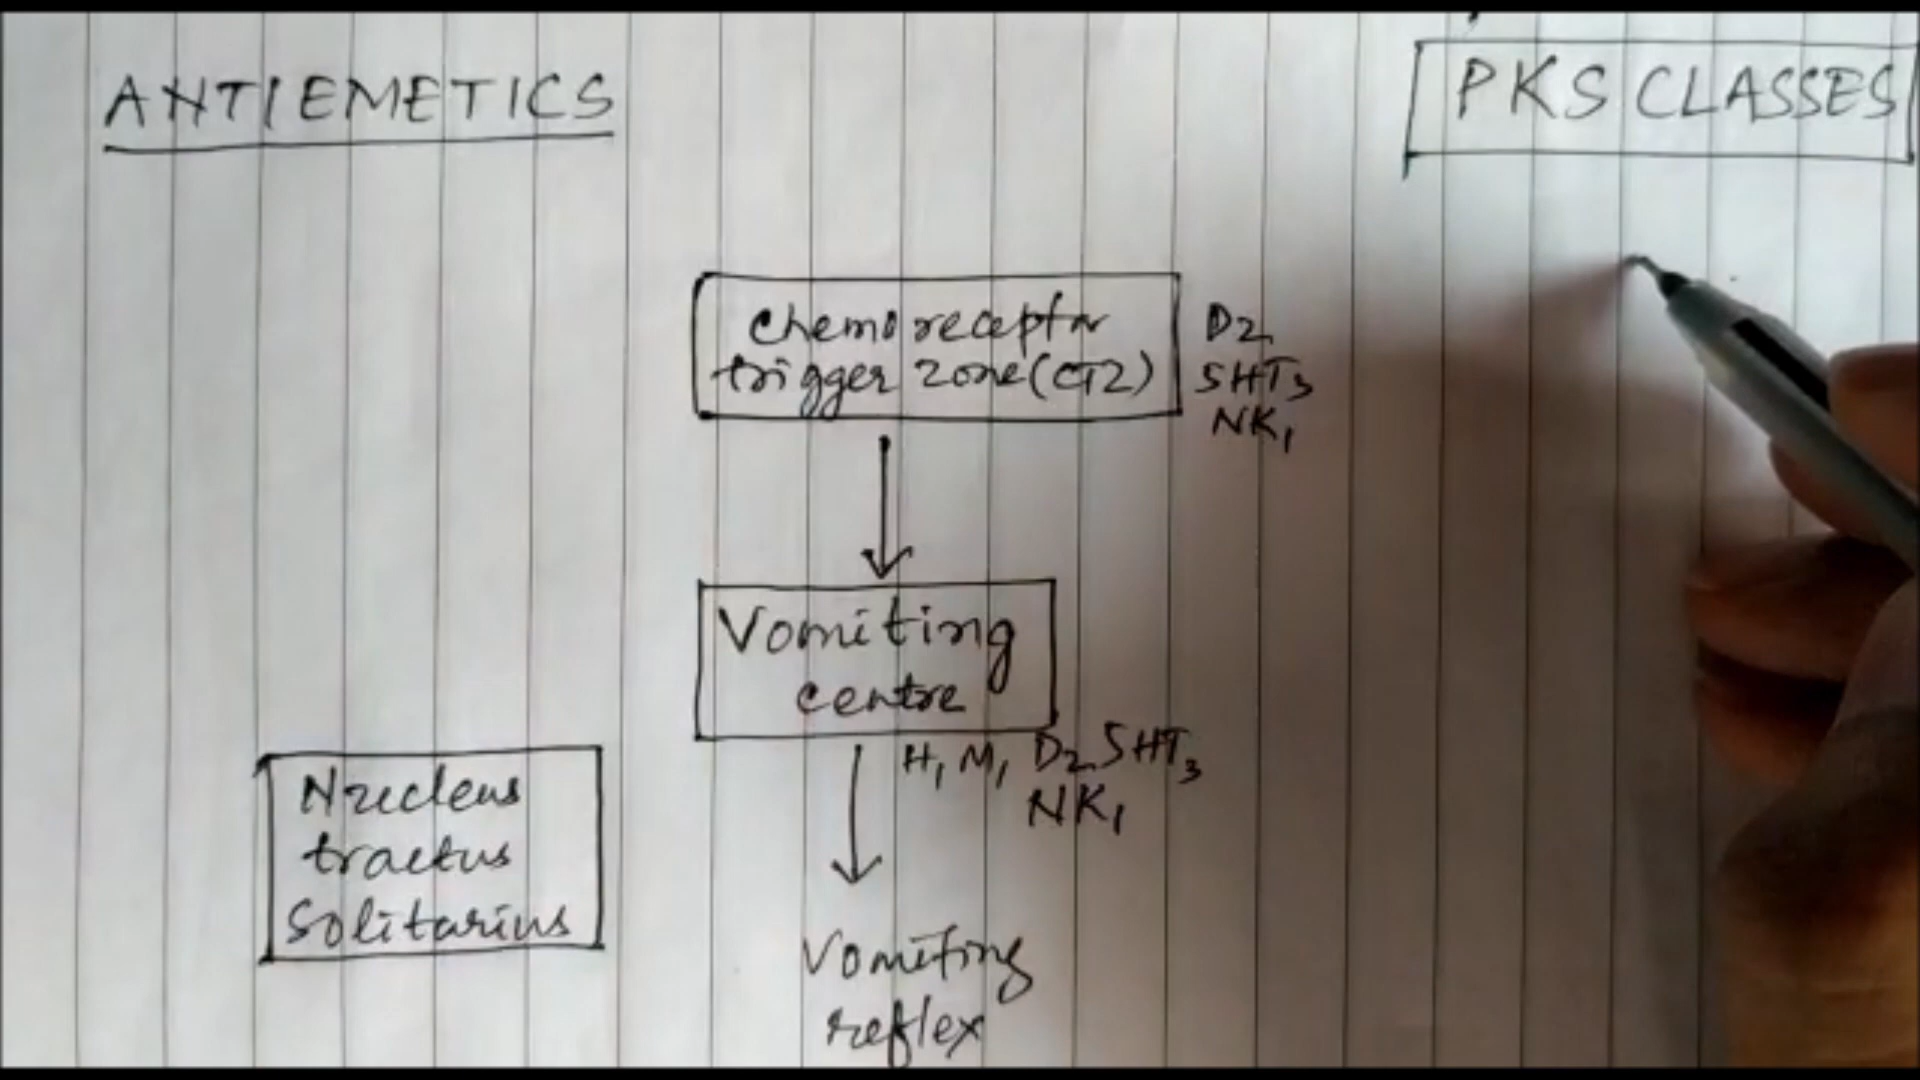 ANTIEMETICS
PKS CLASSES
Chemoreceptor
trigger zone (CTZ)
D2
5HT3
NK1
Vomiting
centre
H1 M1 D2 5HT3
NK1
Nucleus
tractus
Solitarius
Vomiting
reflex